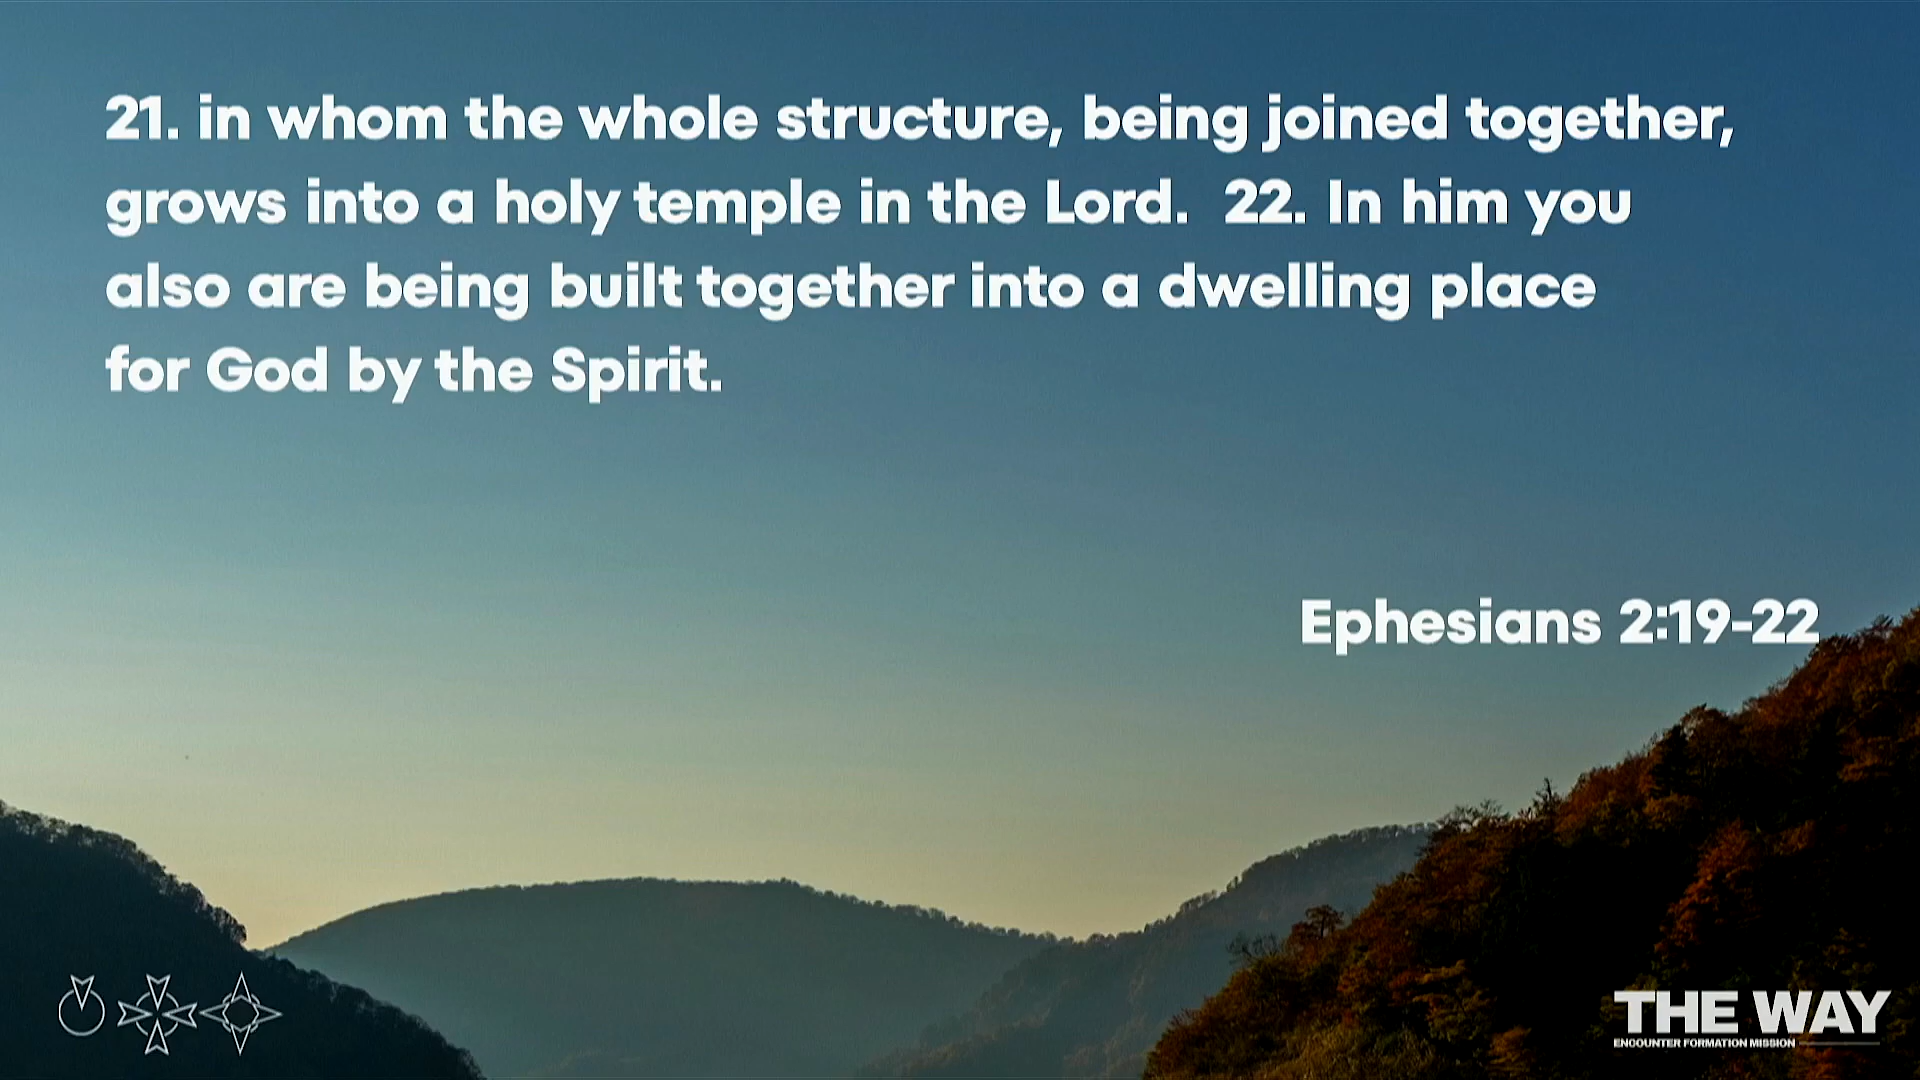 21. in whom the whole structure, being joined together,
grows into a holy temple in the Lord.  22. In him you
also are being built together into a dwelling place
for God by the Spirit.
Ephesians 2:19-22
THE WAY
ENCOUNTER FORMATION MISSION